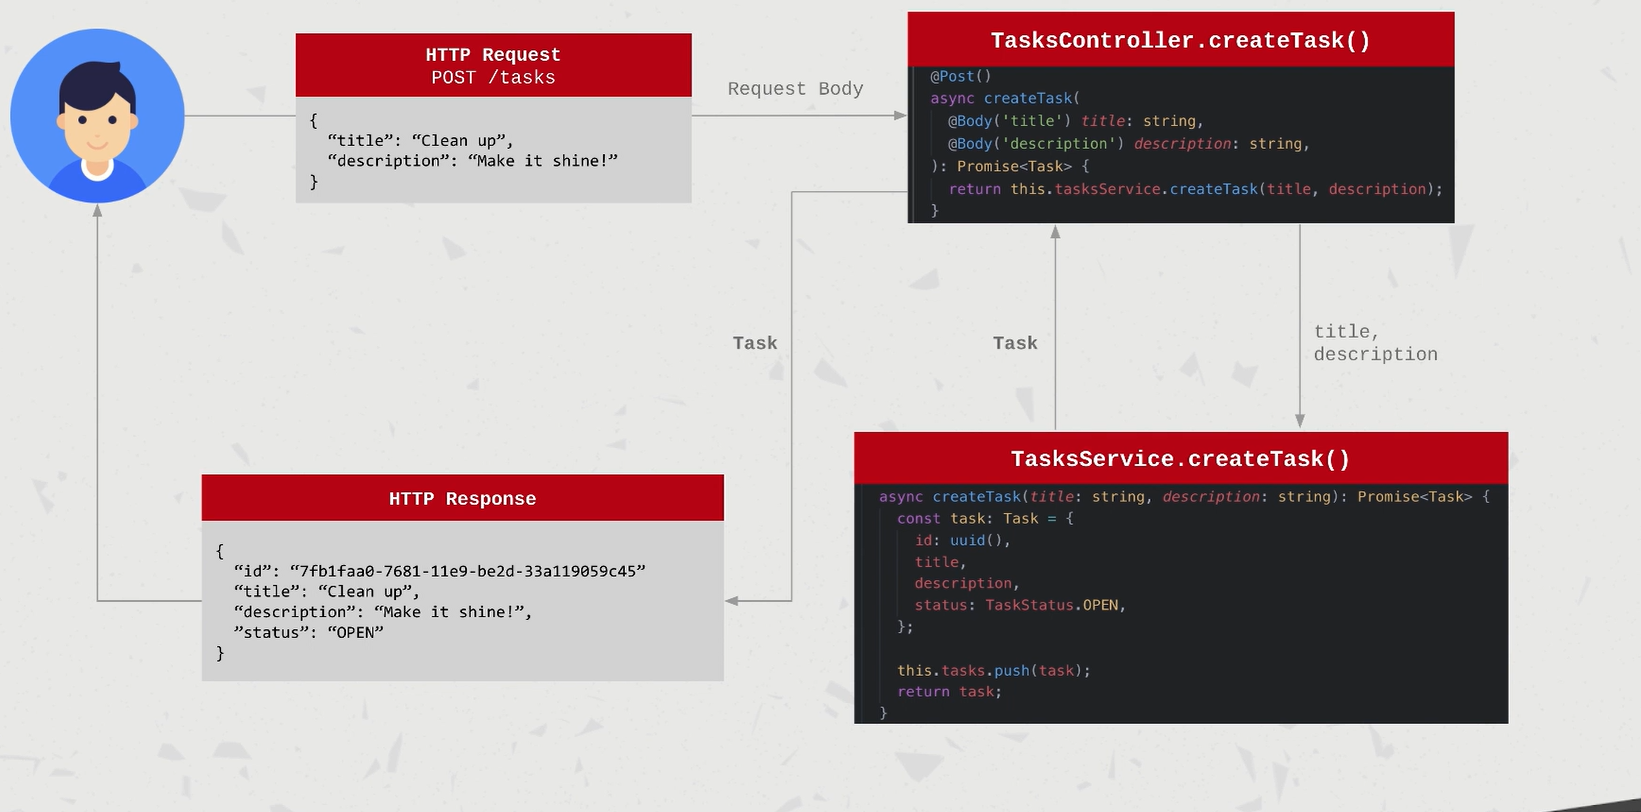 HTTP Request
POST /tasks
{
“title”: “Clean up”,
“description”: “Make it shine!”
}
Request Body
TasksController.createTask()
@Post()
async createTask(
@Body('title') title: string,
@Body('description') description: string,
): Promise<Task> {
return this.tasksService.createTask(title, description);
}
Task
Task
title,
description
TasksService.createTask()
async createTask(title: string, description: string): Promise<Task> {
const task: Task = {
id: uuid(),
title,
description,
status: TaskStatus.OPEN,
};
this.tasks.push(task);
return task;
}
HTTP Response
{
“id”: “7fb1faa0-7681-11e9-be2d-33a119059c45”
“title”: “Clean up”,
“description”: “Make it shine!”,
”status”: “OPEN”
}